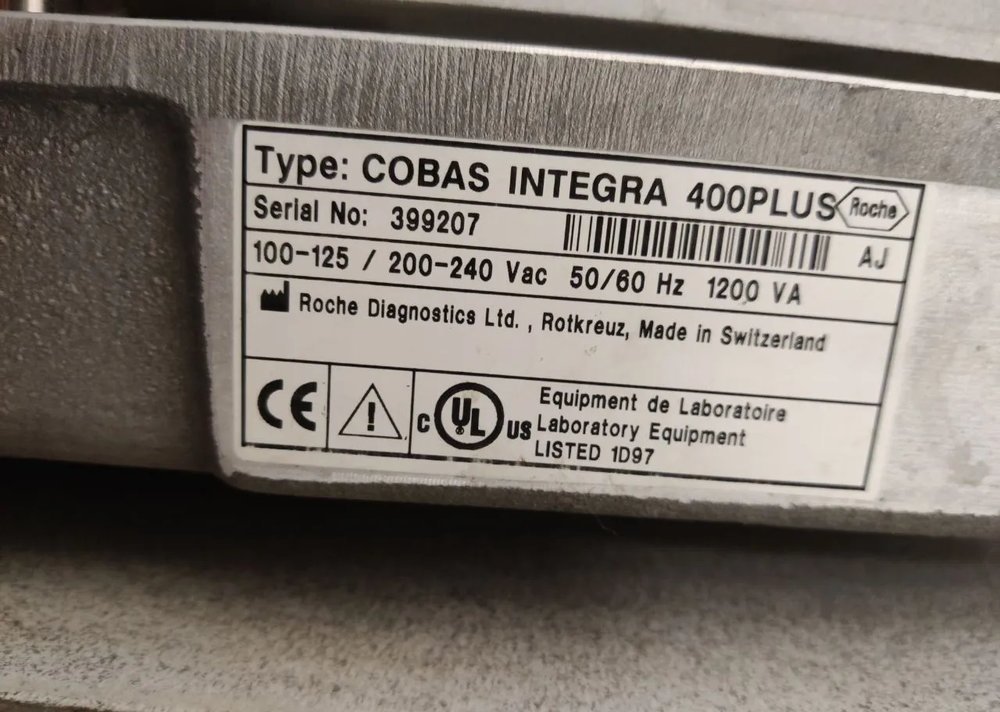 Type: COBAS INTEGRA 400PLUS Roche
Serial No: 399207 AJ
100-125 / 200-240 Vac 50/60 Hz 1200 VA
Roche Diagnostics Ltd. , Rotkreuz, Made in Switzerland
CE ! C UL US
Equipment de Laboratoire
Laboratory Equipment
LISTED 1D97